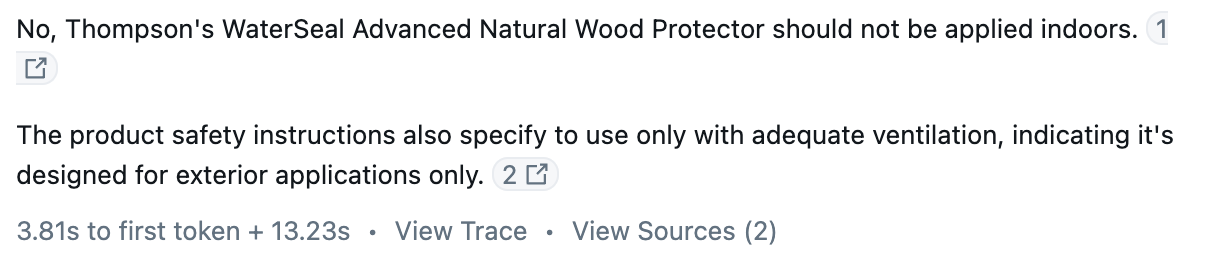 No, Thompson's WaterSeal Advanced Natural Wood Protector should not be applied indoors. 1
The product safety instructions also specify to use only with adequate ventilation, indicating it's
designed for exterior applications only. 2
3.81s to first token + 13.23s • View Trace • View Sources (2)